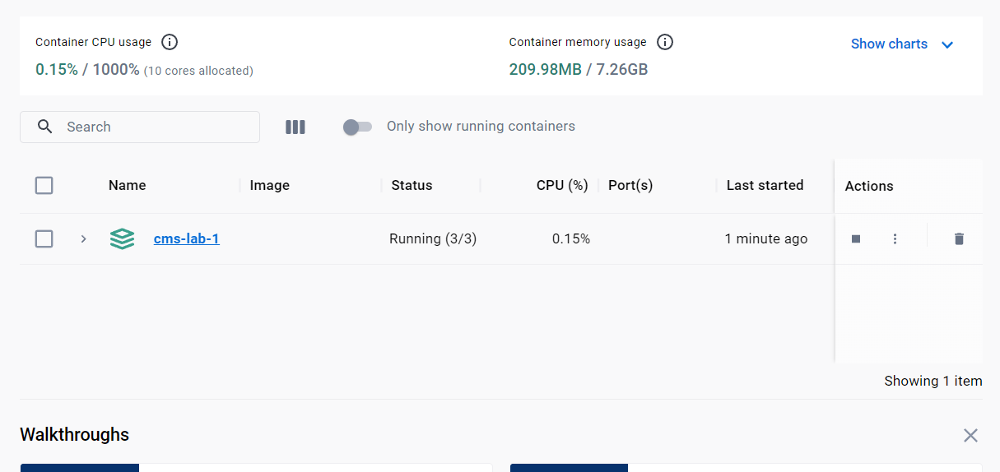 Container CPU usage
0.15% / 1000% (10 cores allocated)
Container memory usage
209.98MB / 7.26GB
Show charts
Search
Only show running containers
Name Image Status CPU (%) Port(s) Last started Actions
cms-lab-1 Running (3/3) 0.15% 1 minute ago
Showing 1 item
Walkthroughs